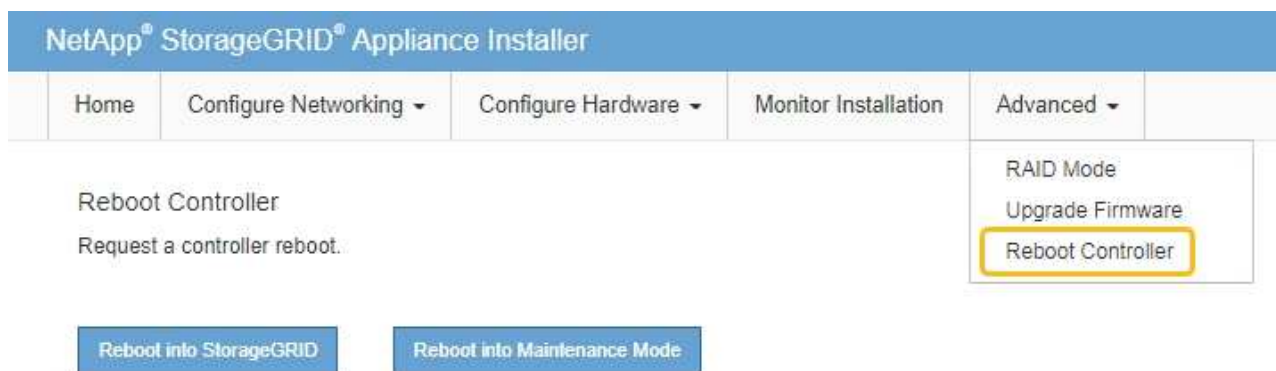 NetApp® StorageGRID® Appliance Installer
Home Configure Networking Configure Hardware Monitor Installation Advanced
RAID Mode
Upgrade Firmware
Reboot Controller
Reboot Controller
Request a controller reboot.
Reboot into StorageGRID Reboot into Maintenance Mode